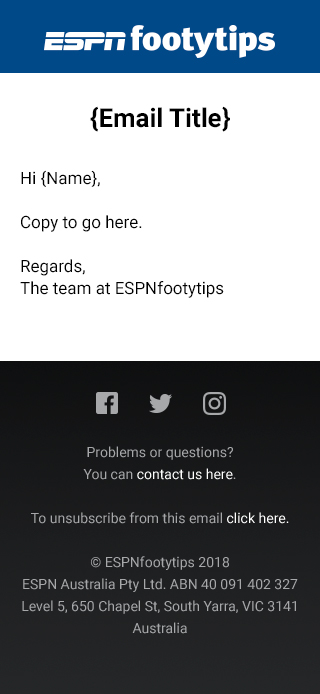 ESPN footytips
{Email Title}
Hi {Name},
Copy to go here.
Regards,
The team at ESPNfootytips
Problems or questions?
You can contact us here.
To unsubscribe from this email click here.
© ESPNfootytips 2018
ESPN Australia Pty Ltd. ABN 40 091 402 327
Level 5, 650 Chapel St, South Yarra, VIC 3141
Australia